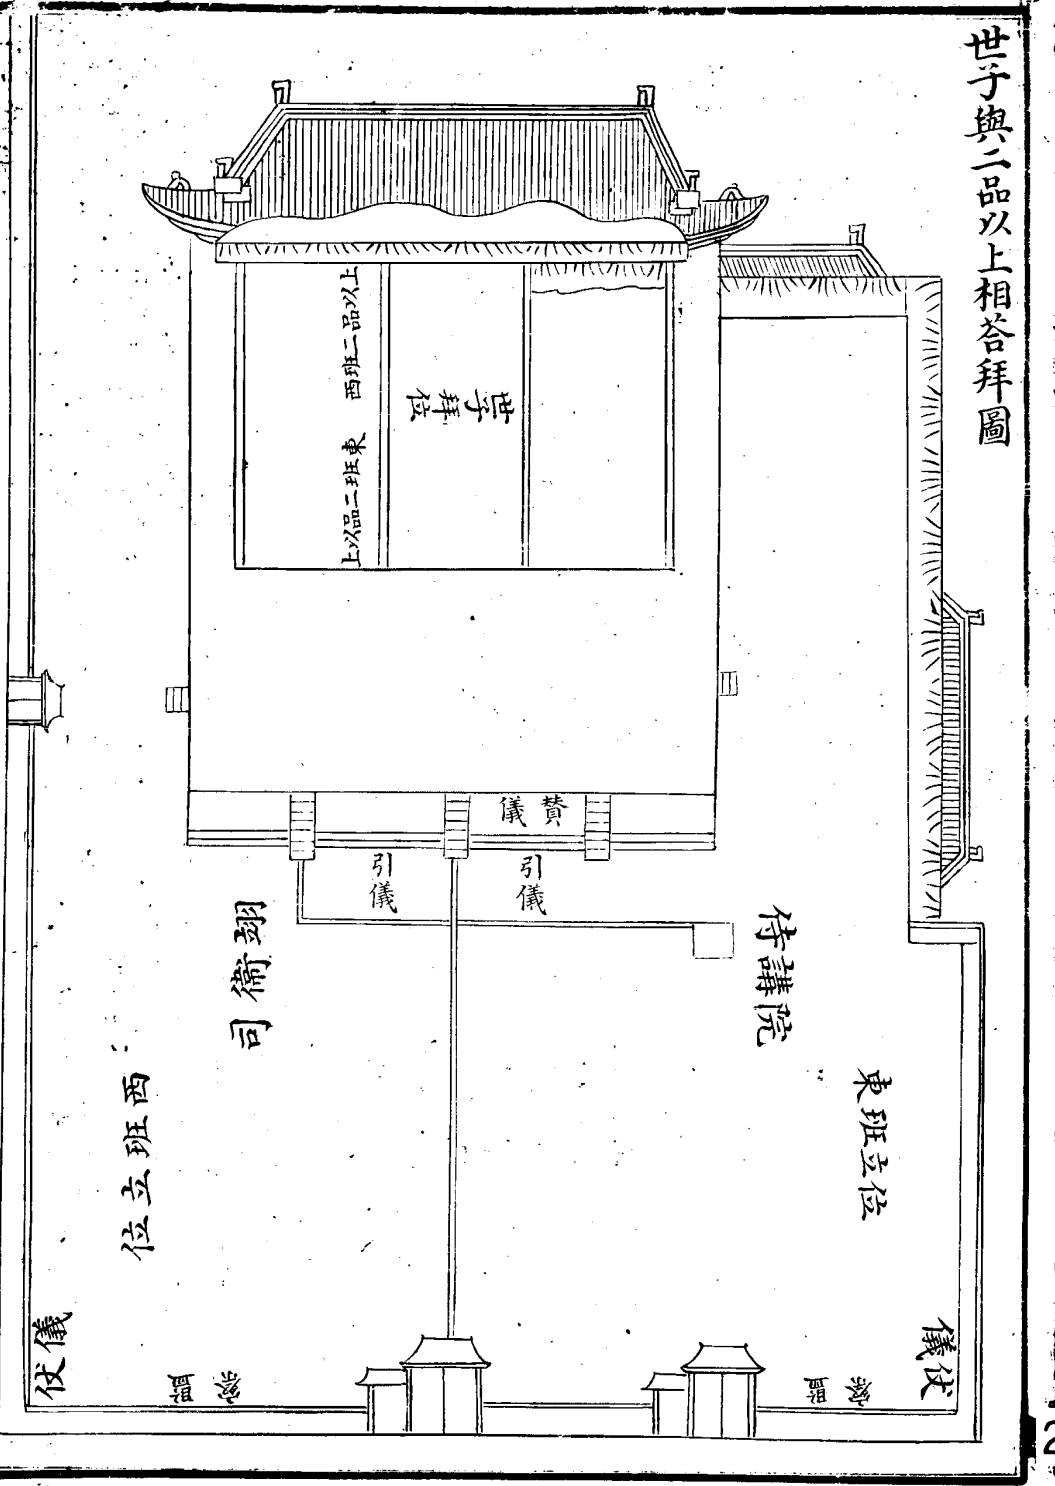 世子與二品以上相荅拜圖
世子
拜
位
西班二品以上
東班二品以上
贊
儀
引儀
引儀
侍講院
翊衛司
東班立位
西班立位
儀仗
儀仗